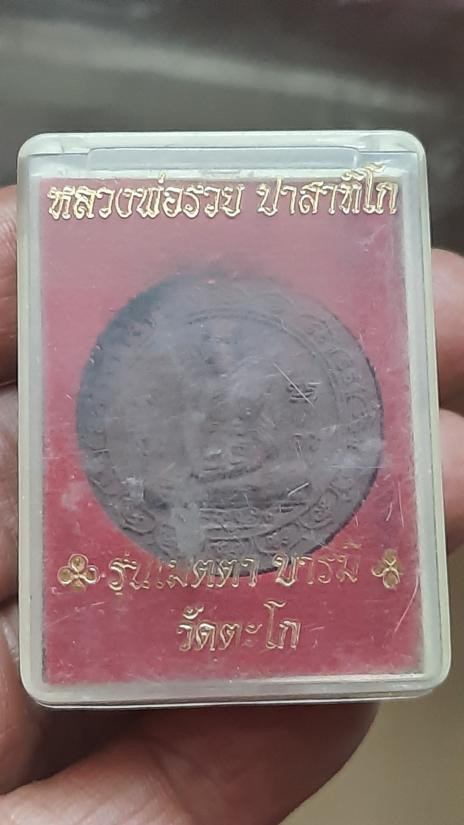 หลวงพ่อรวย ปาสาทิโก
รุ่นเมตตา บารมี
วัดตะโก